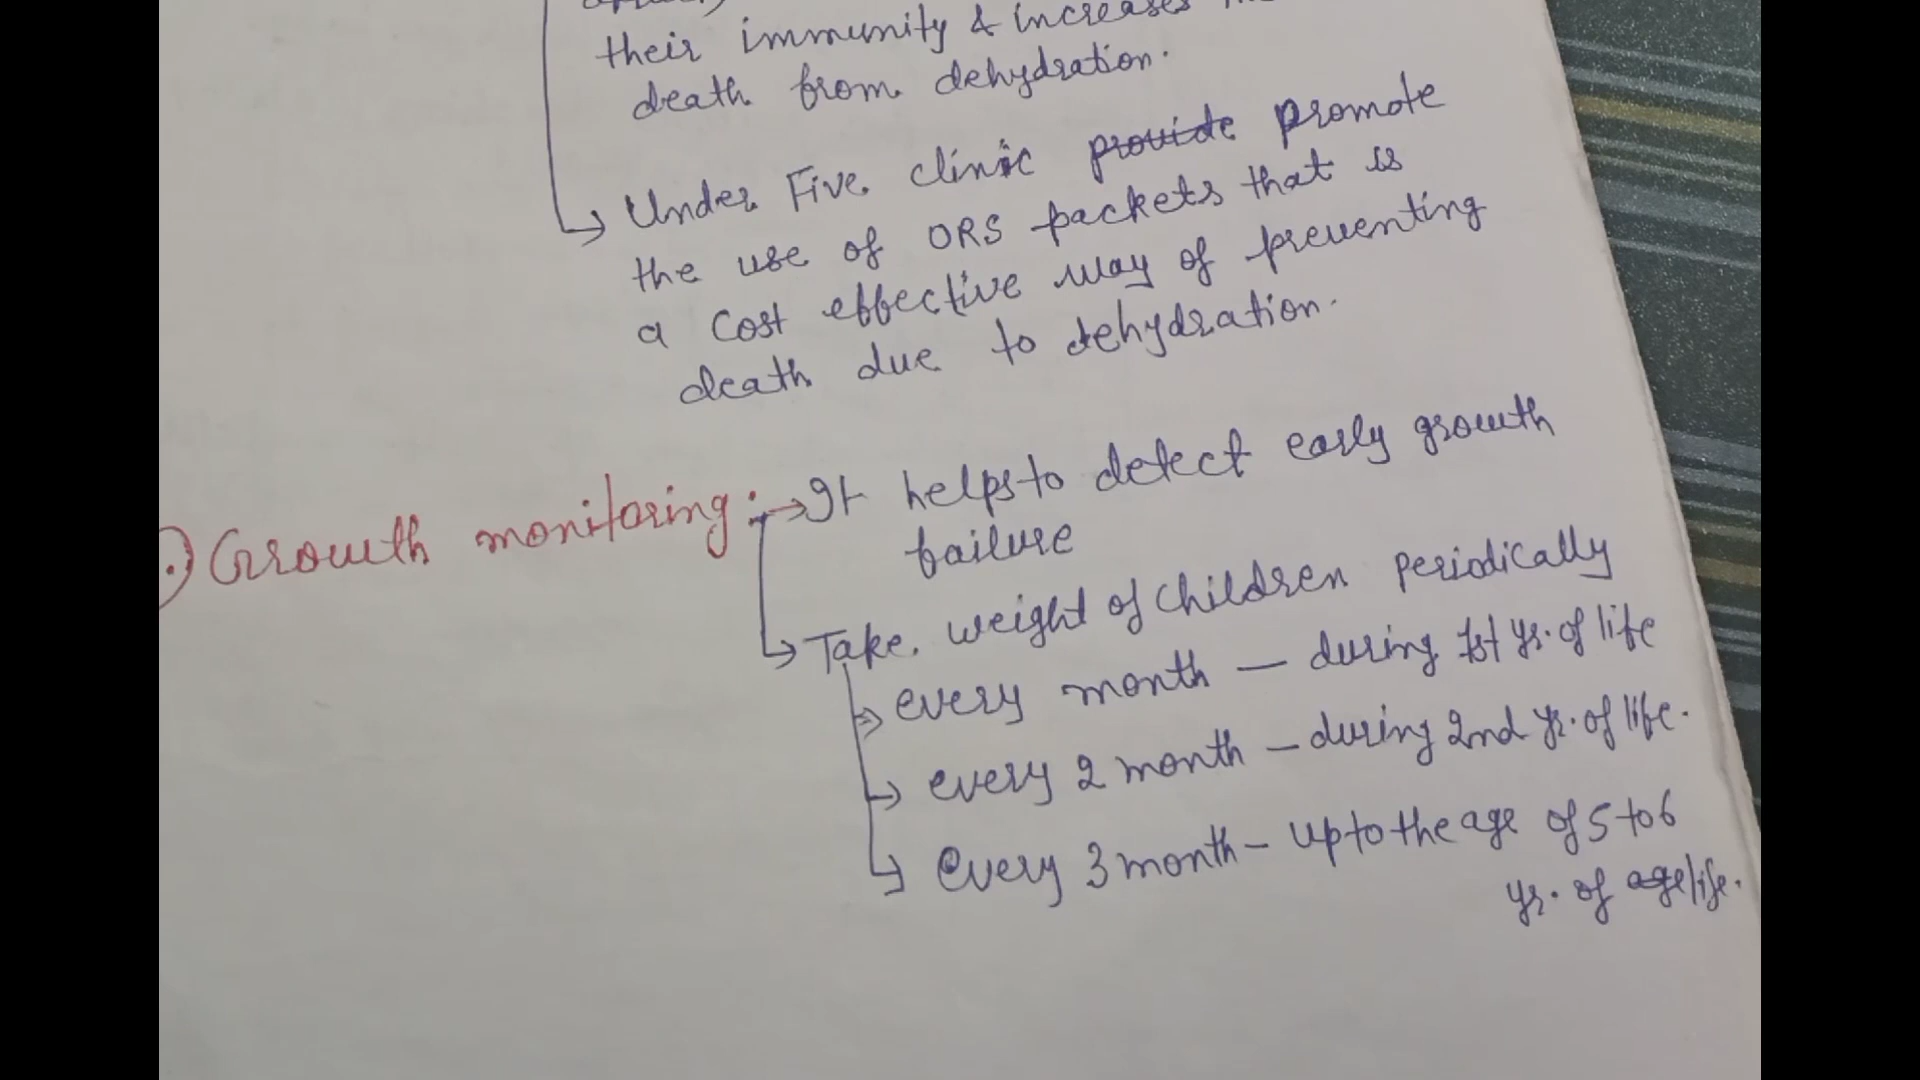 their immunity & increases
death from dehydration.
→ Under Five clinic provide promote
the use of ORS packets that is
a cost effective way of preventing
death due to dehydration.
.) Growth monitoring :→ It helps to detect early growth
failure
→ Take weight of children periodically
→ every month — during 1st yr. of life
→ every 2 month — during 2nd yr. of life.
→ every 3 month — up to the age of 5 to 6
yr. of age life.